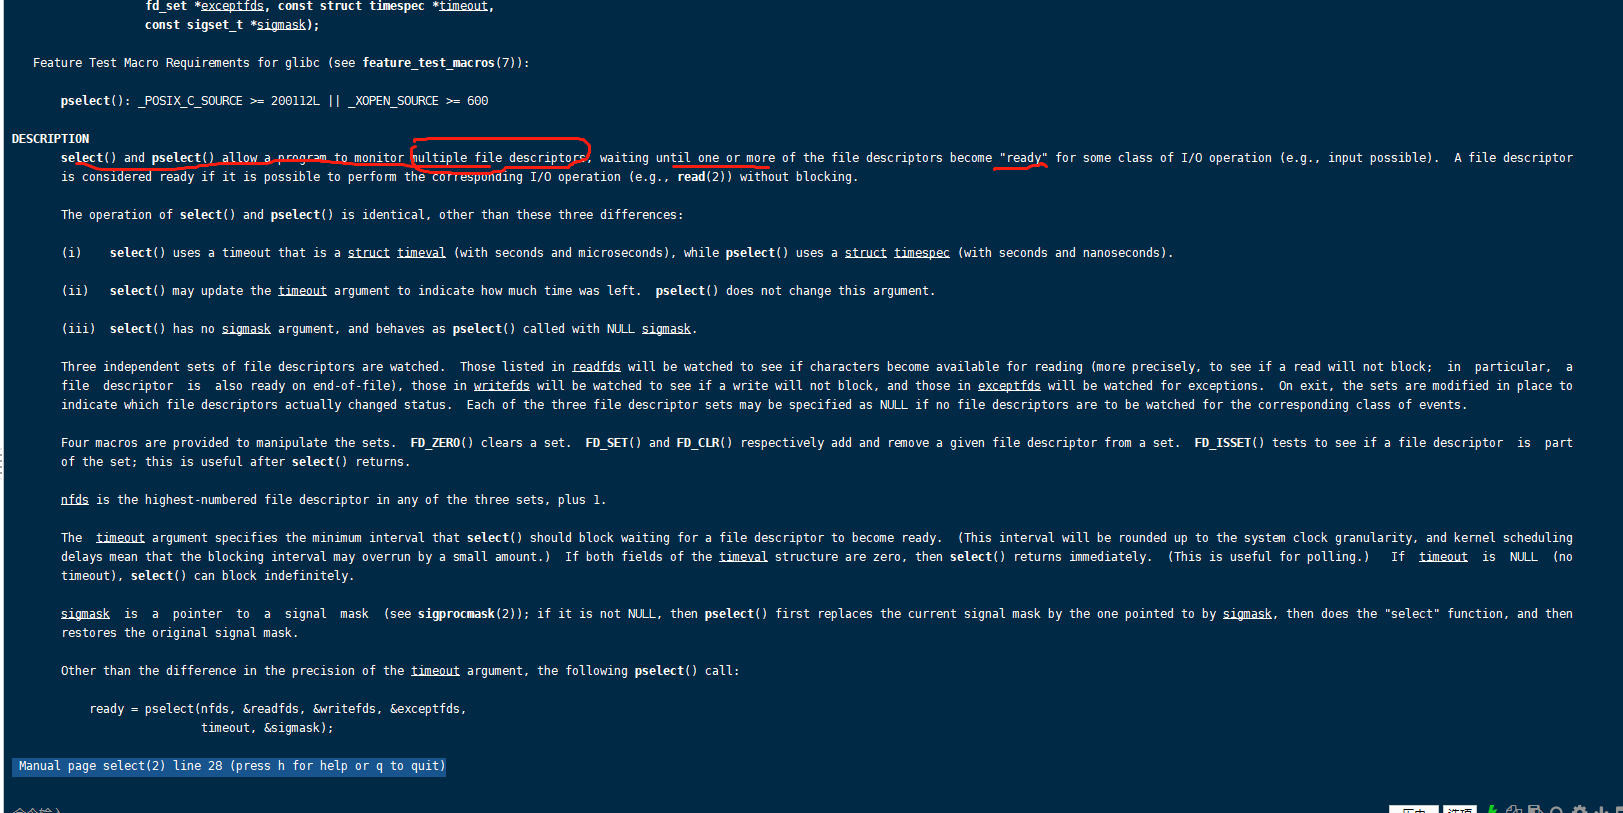 fd_set *exceptfds, const struct timespec *timeout,
const sigset_t *sigmask);
Feature Test Macro Requirements for glibc (see feature_test_macros(7)):
pselect(): _POSIX_C_SOURCE >= 200112L || _XOPEN_SOURCE >= 600
DESCRIPTION
select() and pselect() allow a program to monitor multiple file descriptors, waiting until one or more of the file descriptors become "ready" for some class of I/O operation (e.g., input possible). A file descriptor
is considered ready if it is possible to perform the corresponding I/O operation (e.g., read(2)) without blocking.
The operation of select() and pselect() is identical, other than these three differences:
(i) select() uses a timeout that is a struct timeval (with seconds and microseconds), while pselect() uses a struct timespec (with seconds and nanoseconds).
(ii) select() may update the timeout argument to indicate how much time was left. pselect() does not change this argument.
(iii) select() has no sigmask argument, and behaves as pselect() called with NULL sigmask.
Three independent sets of file descriptors are watched. Those listed in readfds will be watched to see if characters become available for reading (more precisely, to see if a read will not block; in particular, a
file descriptor is also ready on end-of-file), those in writefds will be watched to see if a write will not block, and those in exceptfds will be watched for exceptions. On exit, the sets are modified in place to
indicate which file descriptors actually changed status. Each of the three file descriptor sets may be specified as NULL if no file descriptors are to be watched for the corresponding class of events.
Four macros are provided to manipulate the sets. FD_ZERO() clears a set. FD_SET() and FD_CLR() respectively add and remove a given file descriptor from a set. FD_ISSET() tests to see if a file descriptor is part
of the set; this is useful after select() returns.
nfds is the highest-numbered file descriptor in any of the three sets, plus 1.
The timeout argument specifies the minimum interval that select() should block waiting for a file descriptor to become ready. (This interval will be rounded up to the system clock granularity, and kernel scheduling
delays mean that the blocking interval may overrun by a small amount.) If both fields of the timeval structure are zero, then select() returns immediately. (This is useful for polling.) If timeout is NULL (no
timeout), select() can block indefinitely.
sigmask is a pointer to a signal mask (see sigprocmask(2)); if it is not NULL, then pselect() first replaces the current signal mask by the one pointed to by sigmask, then does the "select" function, and then
restores the original signal mask.
Other than the difference in the precision of the timeout argument, the following pselect() call:
ready = pselect(nfds, &readfds, &writefds, &exceptfds,
timeout, &sigmask);
Manual page select(2) line 28 (press h for help or q to quit)